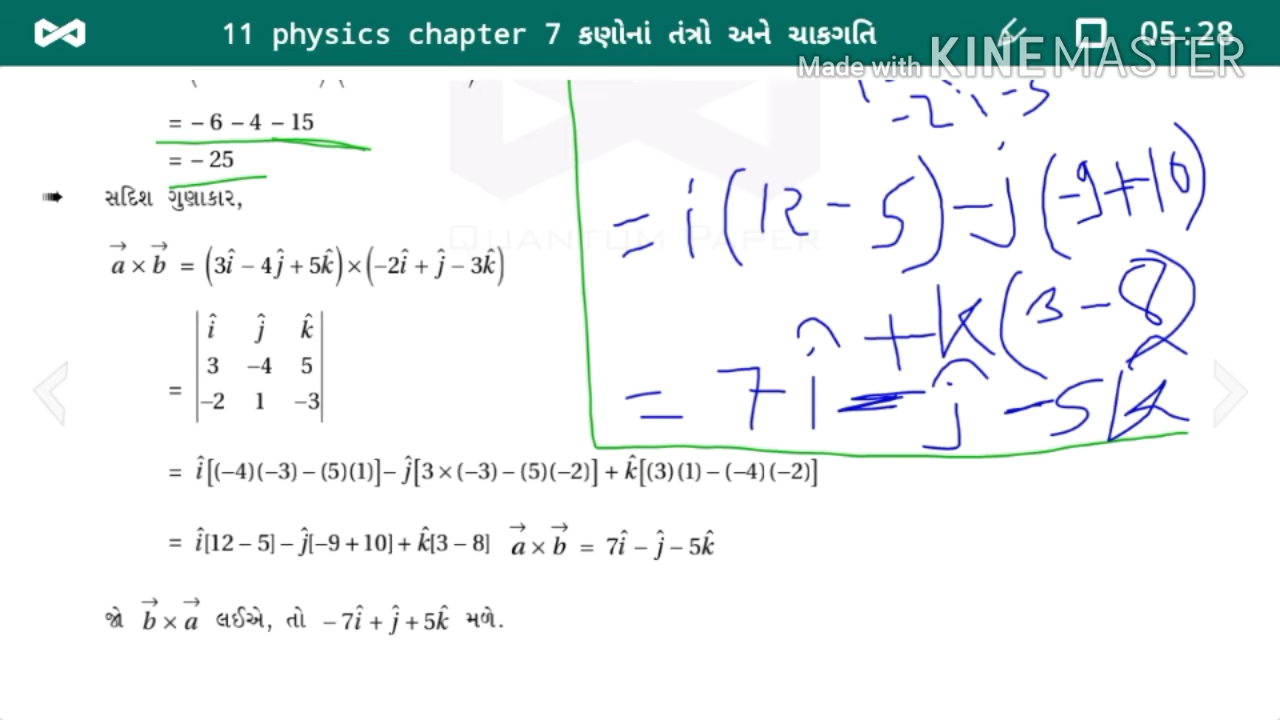 11 physics chapter 7 કણોનાં તંત્રો અને ચાકગતિ 05:28
Made with KINEMASTER
= – 6 – 4 – 15
= – 25
➠ સદિશ ગુણાકાર,
QUANTUM PAPER
a⃗ × b⃗ = (3î – 4ĵ + 5k̂) × (–2î + ĵ – 3k̂)
î ĵ k̂
3 –4 5
= –2 1 –3
= î[(–4)(–3) – (5)(1)] – ĵ[3 × (–3) – (5)(–2)] + k̂[(3)(1) – (–4)(–2)]
= î[12 – 5] – ĵ[–9 + 10] + k̂[3 – 8] a⃗ × b⃗ = 7î – ĵ – 5k̂
જો b⃗ × a⃗ લઈએ, તો – 7î + ĵ + 5k̂ મળે.
= i(12 – 5) – j(–9 + 10)
+ k(3 – 8)
= 7î – ĵ – 5k̂